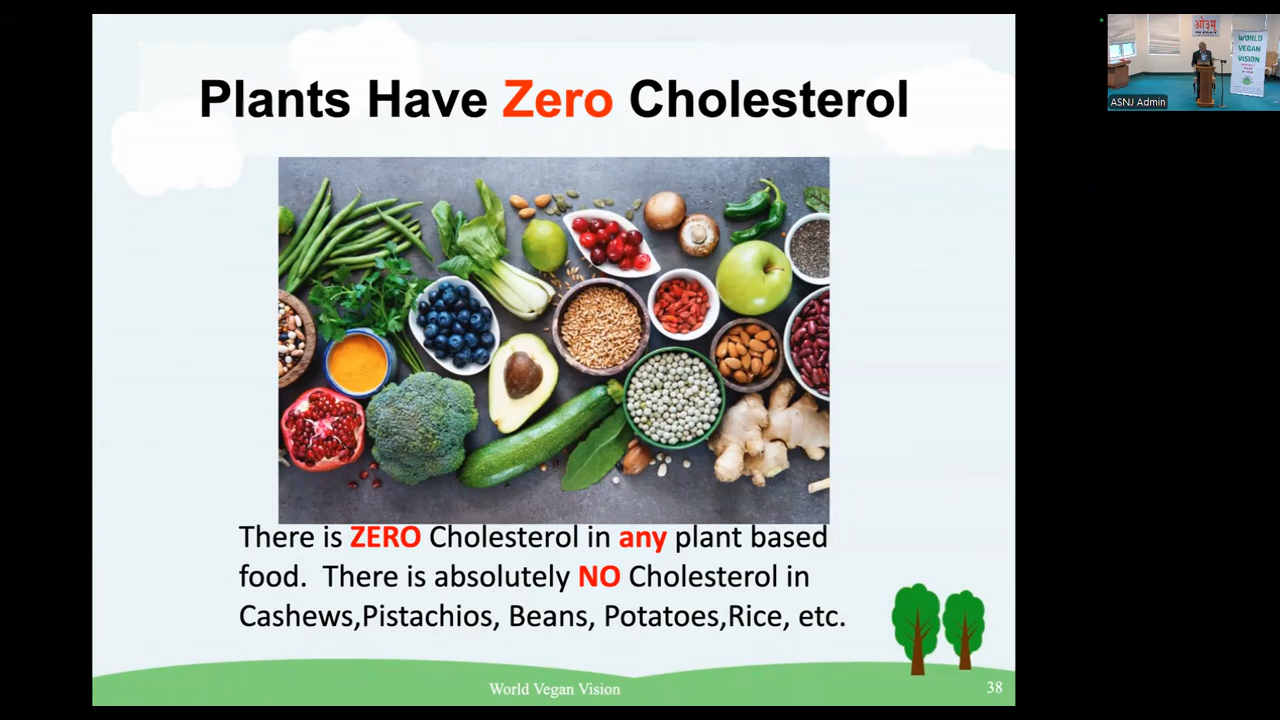 Plants Have Zero Cholesterol
There is ZERO Cholesterol in any plant based
food.  There is absolutely NO Cholesterol in
Cashews,Pistachios, Beans, Potatoes,Rice, etc.
World Vegan Vision
38
ओ३म्
WORLD
VEGAN
VISION
ASNJ Admin